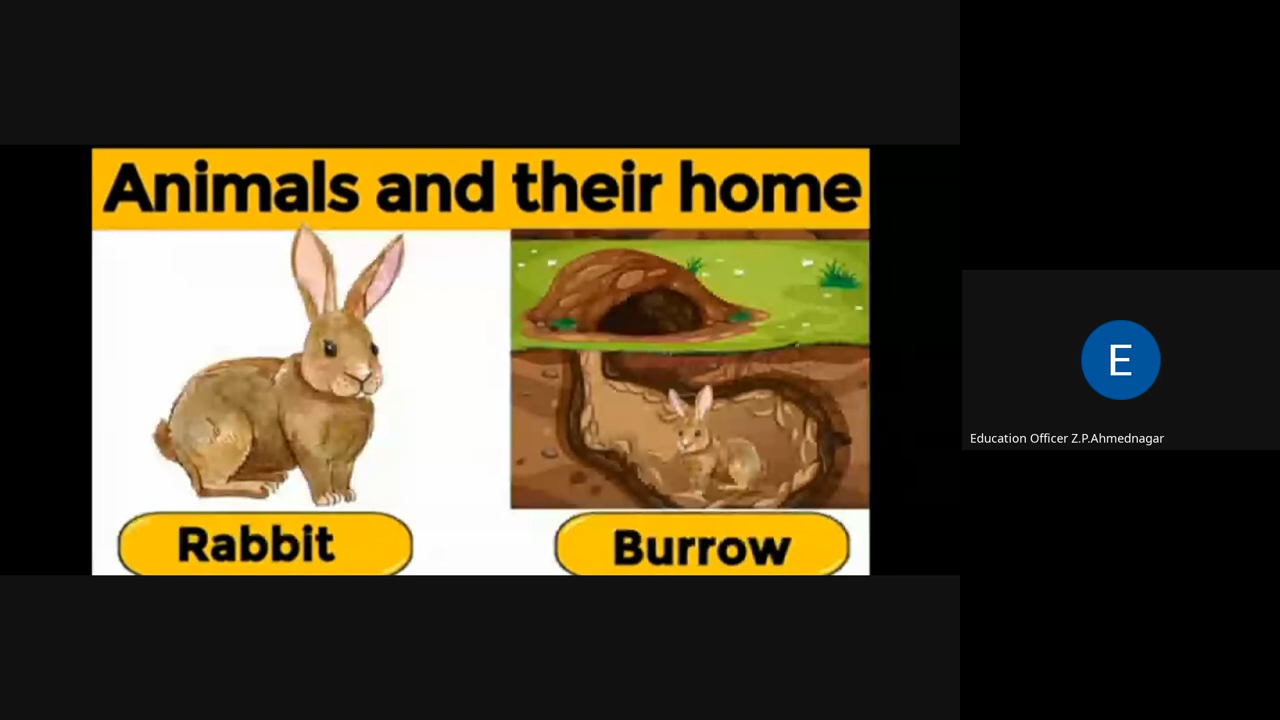 Animals and their home
Rabbit
Burrow
E
Education Officer Z.P.Ahmednagar